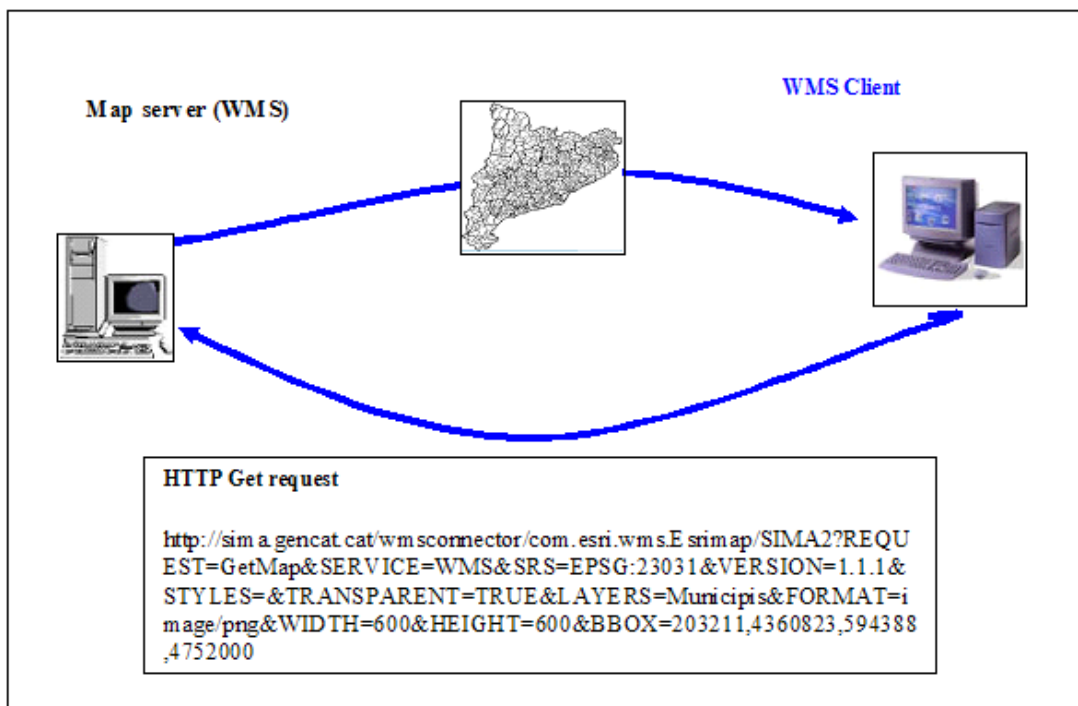 WMS Client
Map server (WMS)
HTTP Get request
http://sima.gencat.cat/wmsconnector/com.esri.wms.Esrimap/SIMA2?REQU
EST=GetMap&SERVICE=WMS&SRS=EPSG:23031&VERSION=1.1.1&
STYLES=&TRANSPARENT=TRUE&LAYERS=Municipis&FORMAT=i
mage/png&WIDTH=600&HEIGHT=600&BBOX=203211,4360823,594388
,4752000